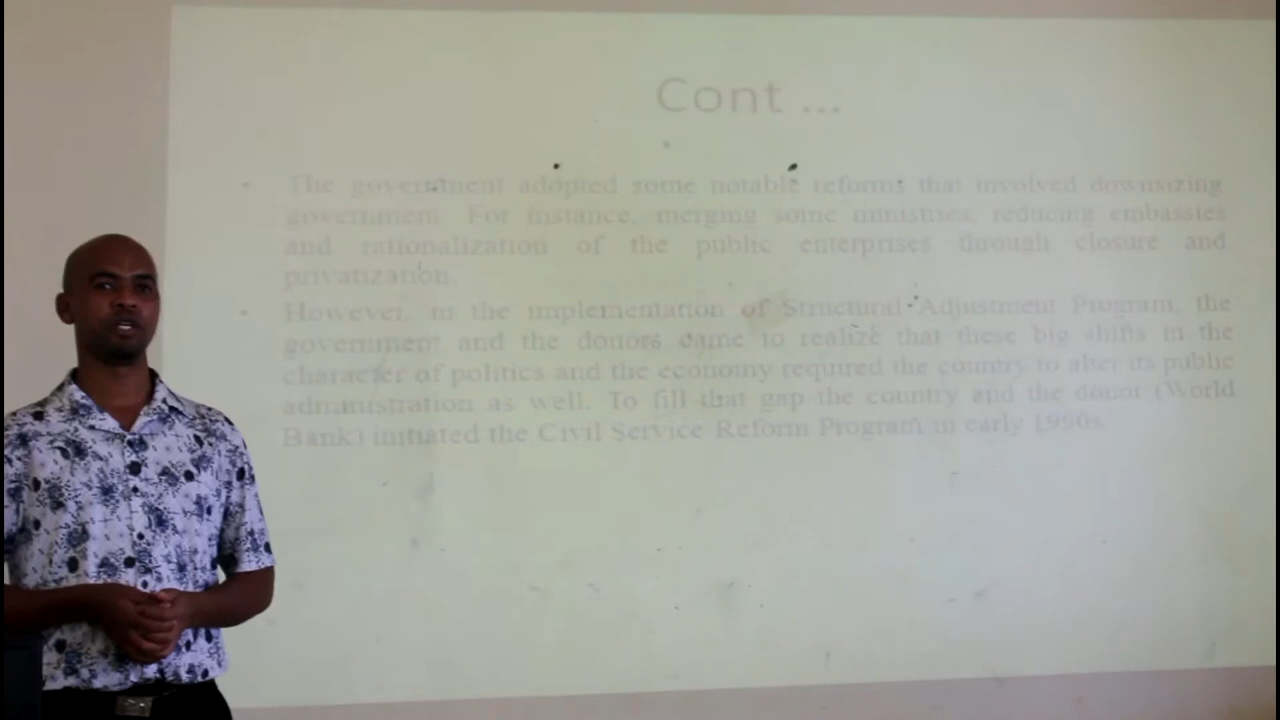 Cont ...
• The government adopted some notable reforms that involved downsizing
government. For instance, merging some ministries, reducing embassies
and rationalization of the public enterprises through closure and
privatization.
• However, in the implementation of Structural Adjustment Program, the
government and the donors came to realize that these big shifts in the
character of politics and the economy required the country to alter its public
administration as well. To fill that gap the country and the donor (World
Bank) initiated the Civil Service Reform Program in early 1990s.